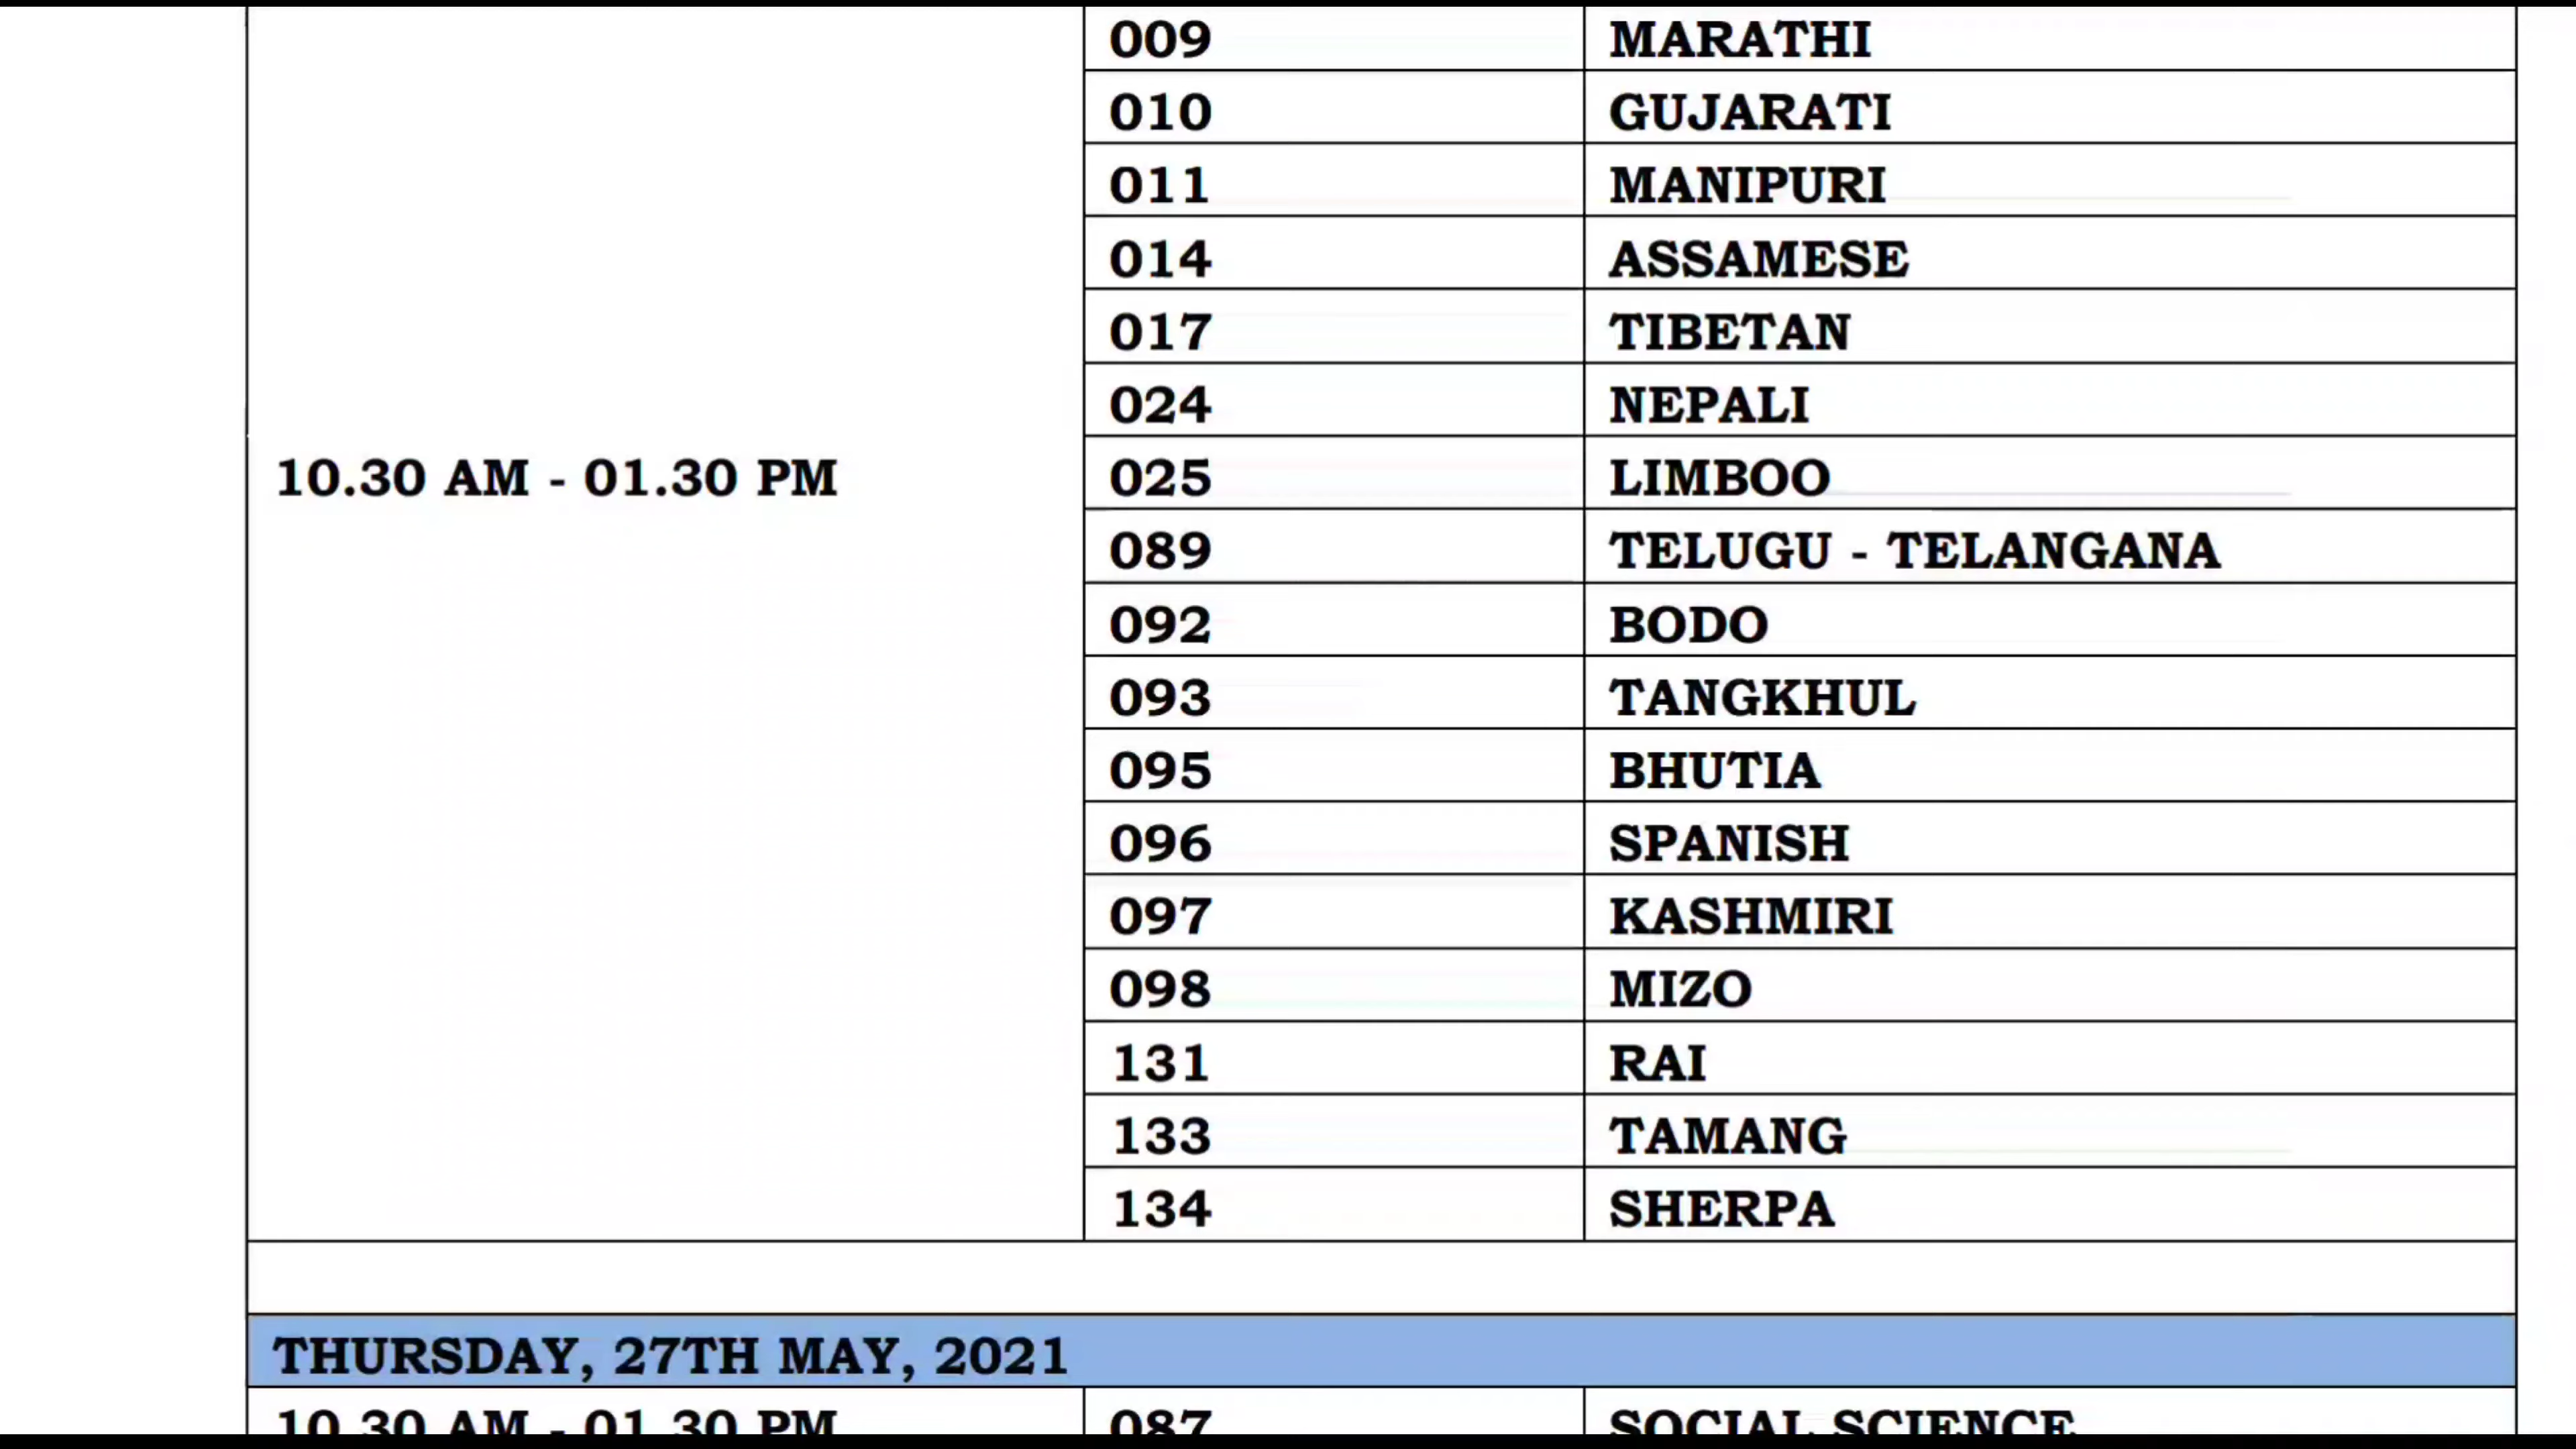 009 MARATHI
010 GUJARATI
011 MANIPURI
014 ASSAMESE
017 TIBETAN
024 NEPALI
10.30 AM - 01.30 PM 025 LIMBOO
089 TELUGU - TELANGANA
092 BODO
093 TANGKHUL
095 BHUTIA
096 SPANISH
097 KASHMIRI
098 MIZO
131 RAI
133 TAMANG
134 SHERPA
THURSDAY, 27TH MAY, 2021
10.30 AM - 01.30 PM 087 SOCIAL SCIENCE